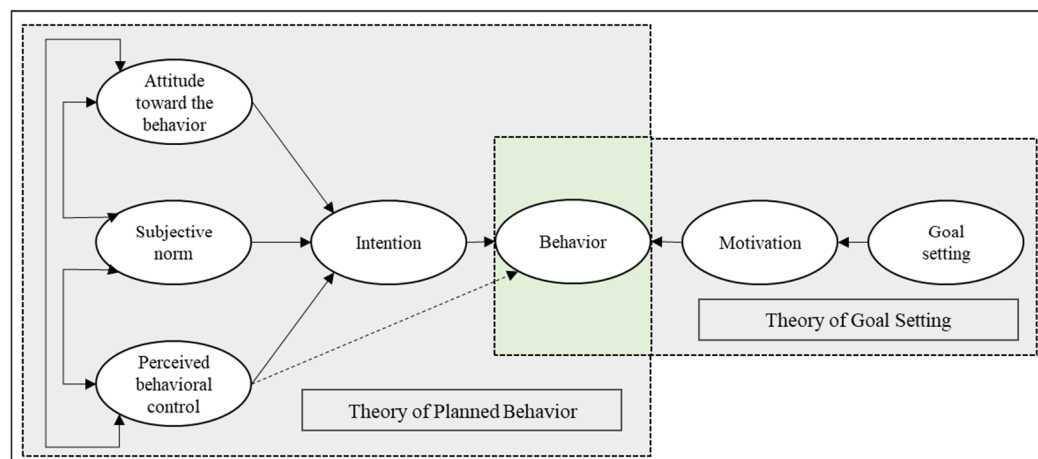 Attitude
toward the
behavior
Subjective
norm
Perceived
behavioral
control
Intention
Behavior
Motivation
Goal
setting
Theory of Goal Setting
Theory of Planned Behavior